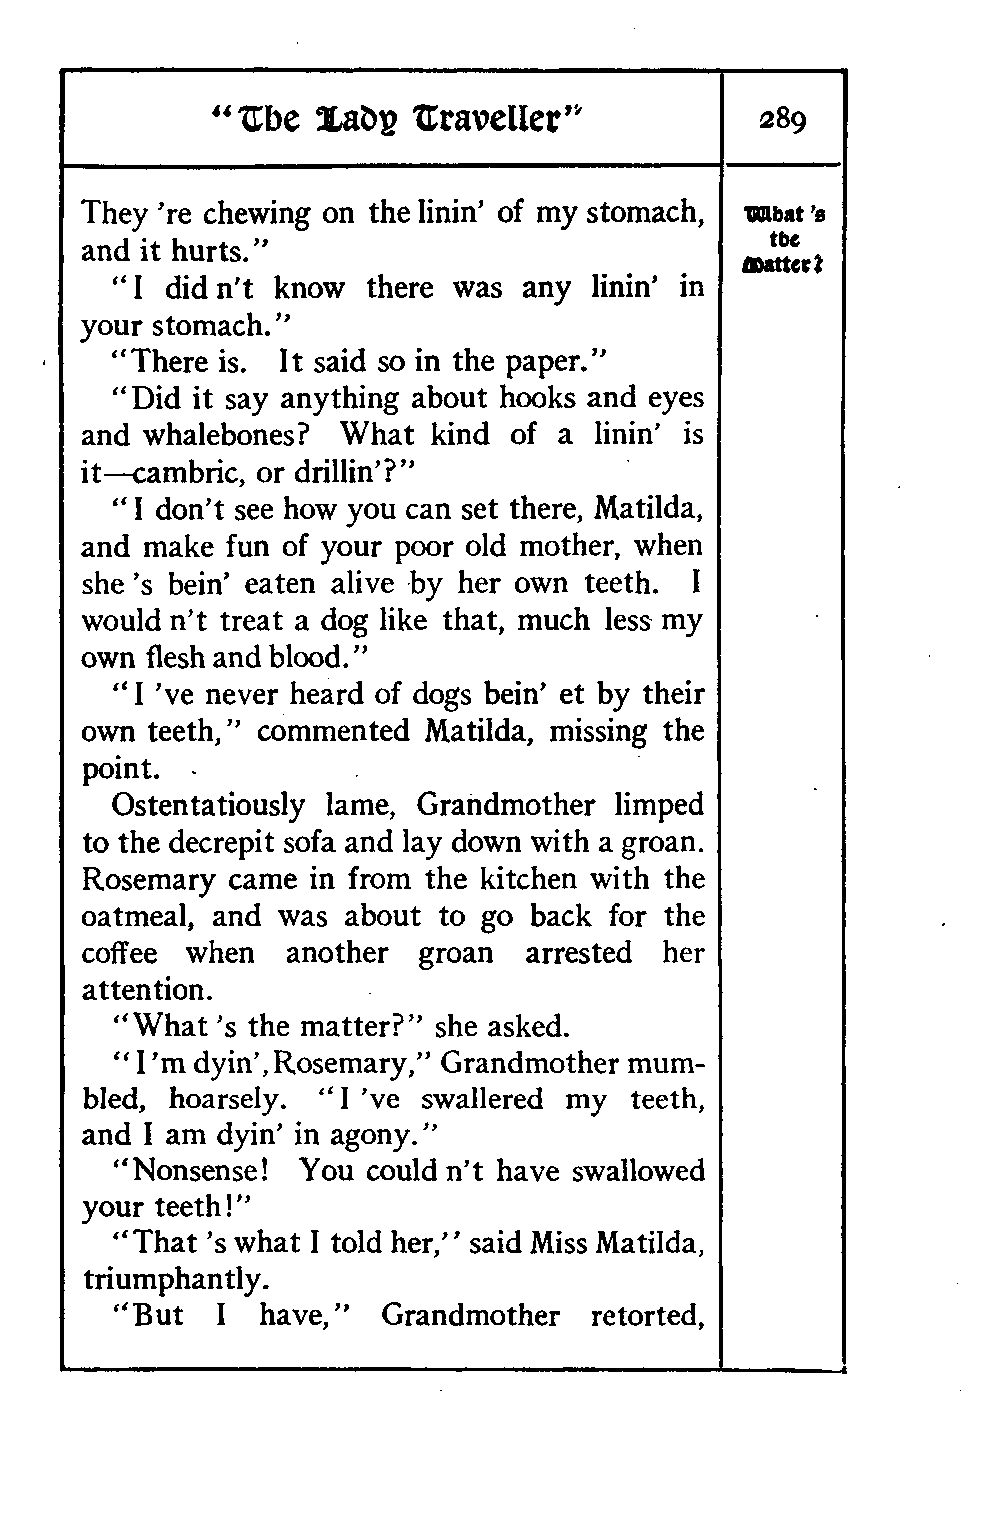 “The Lady Traveller”
289
What 's
the
Matter?
They 're chewing on the linin' of my stomach,
and it hurts.”
“I did n't know there was any linin' in
your stomach.”
“There is. It said so in the paper.”
“Did it say anything about hooks and eyes
and whalebones? What kind of a linin' is
it—cambric, or drillin'?”
“I don't see how you can set there, Matilda,
and make fun of your poor old mother, when
she 's bein' eaten alive by her own teeth. I
would n't treat a dog like that, much less my
own flesh and blood.”
“I 've never heard of dogs bein' et by their
own teeth,” commented Matilda, missing the
point.
Ostentatiously lame, Grandmother limped
to the decrepit sofa and lay down with a groan.
Rosemary came in from the kitchen with the
oatmeal, and was about to go back for the
coffee when another groan arrested her
attention.
“What 's the matter?” she asked.
“I 'm dyin', Rosemary,” Grandmother mum-
bled, hoarsely. “I 've swallered my teeth,
and I am dyin' in agony.”
“Nonsense! You could n't have swallowed
your teeth!”
“That 's what I told her,” said Miss Matilda,
triumphantly.
“But I have,” Grandmother retorted,